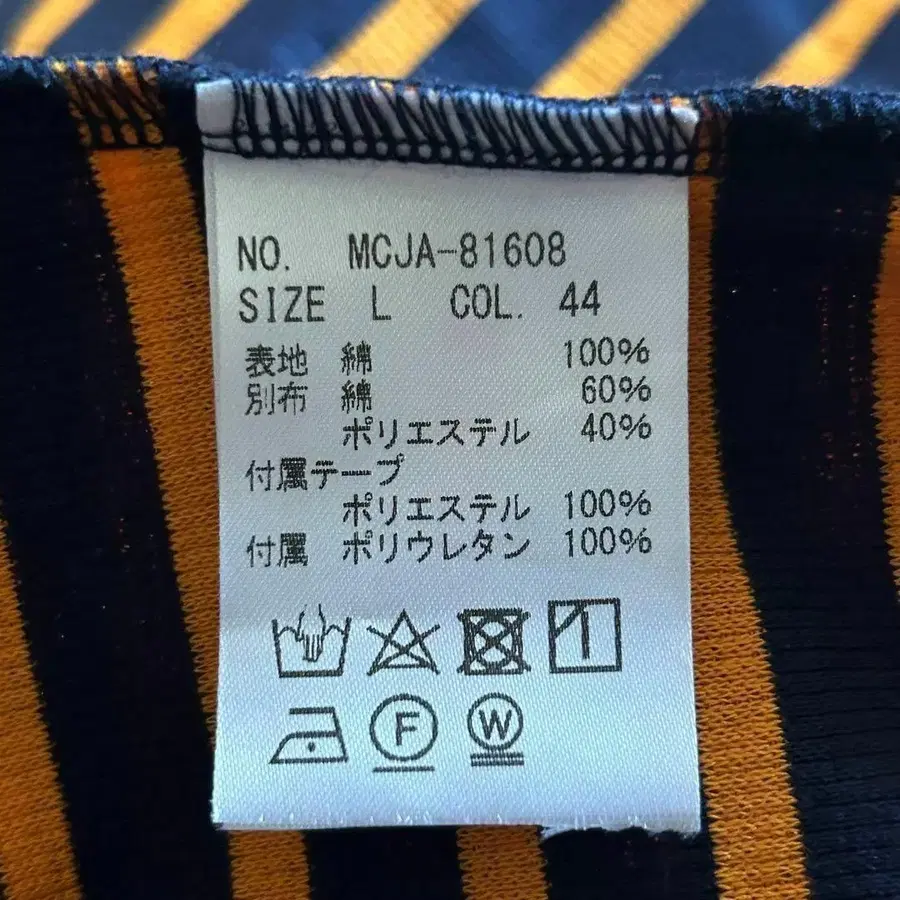 NO. MCJA-81608
SIZE L COL. 44
表地 綿 100%
別布 綿 60%
ポリエステル 40%
付属テープ
ポリエステル 100%
付属 ポリウレタン 100%
F
W